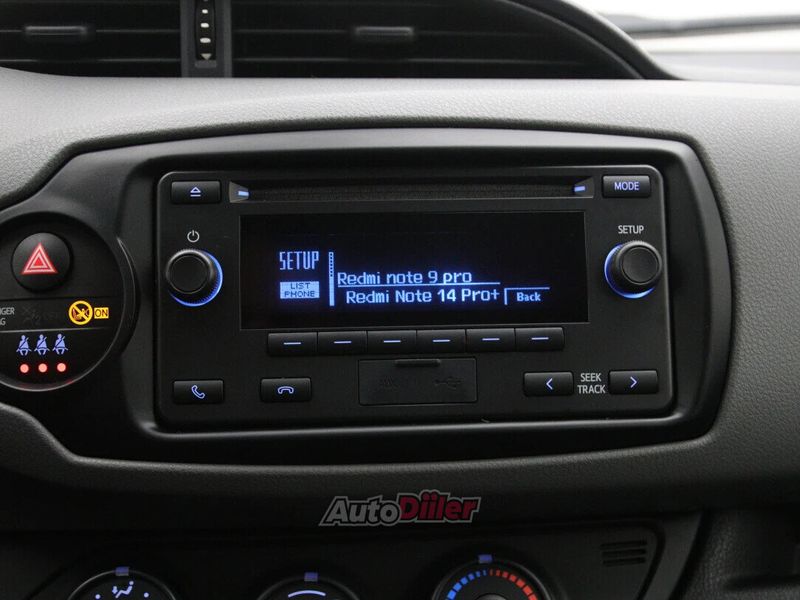 MODE
SETUP
SETUP
Redmi note 9 pro
LIST
PHONE
Redmi Note 14 Pro+
Back
ON
SEEK
TRACK
AutoDiiler